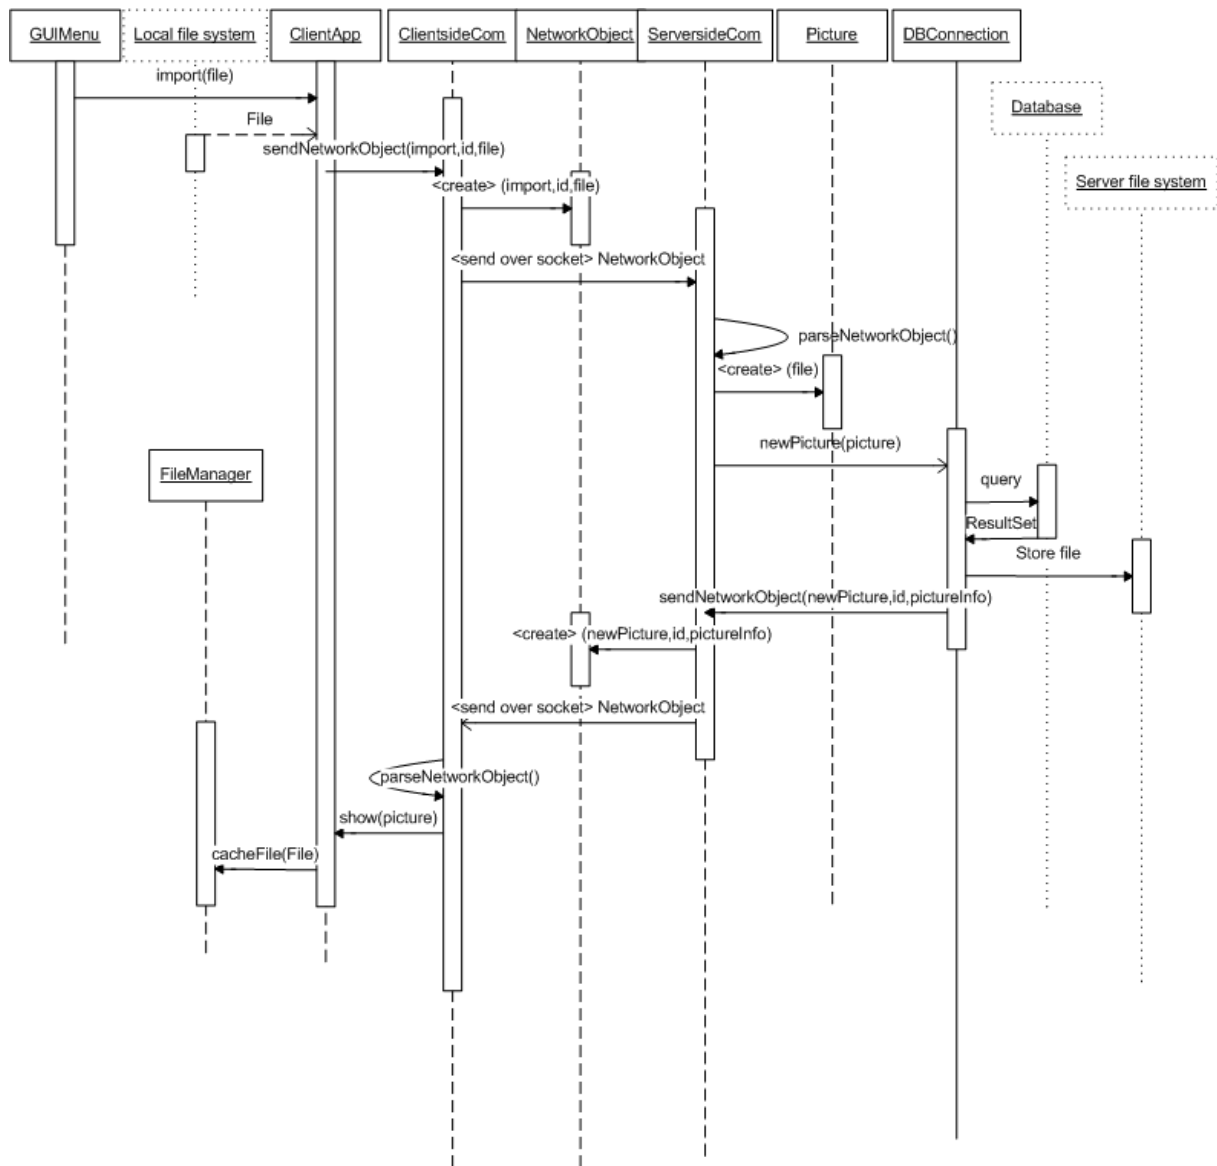 GUIMenu
Local file system
ClientApp
ClientsideCom
NetworkObject
ServersideCom
Picture
DBConnection
import(file)
Database
File
sendNetworkObject(import,id,file)
<create> (import,id,file)
Server file system
<send over socket> NetworkObject
parseNetworkObject()
<create> (file)
newPicture(picture)
FileManager
query
ResultSet
Store file
sendNetworkObject(newPicture,id,pictureInfo)
<create> (newPicture,id,pictureInfo)
<send over socket> NetworkObject
parseNetworkObject()
show(picture)
cacheFile(File)